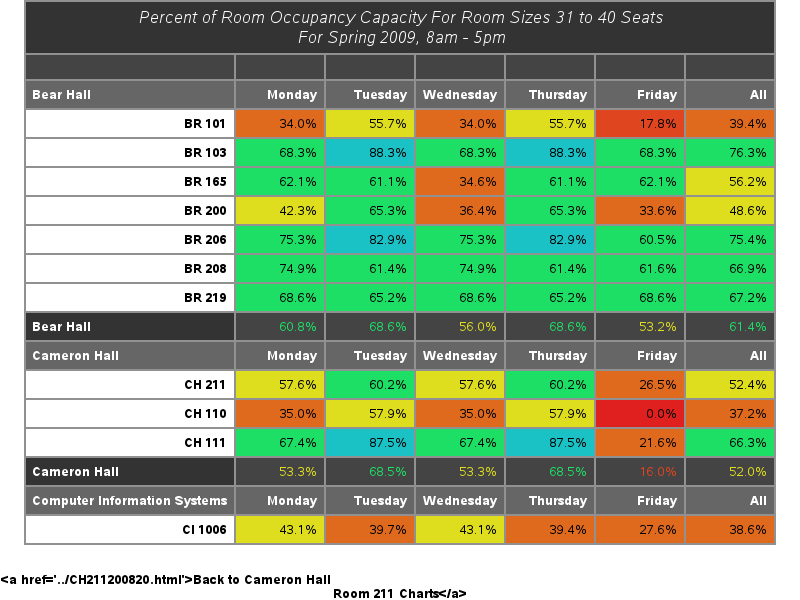 Percent of Room Occupancy Capacity For Room Sizes 31 to 40 Seats
For Spring 2009, 8am - 5pm
Bear Hall Monday Tuesday Wednesday Thursday Friday All
BR 101 34.0% 55.7% 34.0% 55.7% 17.8% 39.4%
BR 103 68.3% 88.3% 68.3% 88.3% 68.3% 76.3%
BR 165 62.1% 61.1% 34.6% 61.1% 62.1% 56.2%
BR 200 42.3% 65.3% 36.4% 65.3% 33.6% 48.6%
BR 206 75.3% 82.9% 75.3% 82.9% 60.5% 75.4%
BR 208 74.9% 61.4% 74.9% 61.4% 61.6% 66.9%
BR 219 68.6% 65.2% 68.6% 65.2% 68.6% 67.2%
Bear Hall 60.8% 68.6% 56.0% 68.6% 53.2% 61.4%
Cameron Hall Monday Tuesday Wednesday Thursday Friday All
CH 211 57.6% 60.2% 57.6% 60.2% 26.5% 52.4%
CH 110 35.0% 57.9% 35.0% 57.9% 0.0% 37.2%
CH 111 67.4% 87.5% 67.4% 87.5% 21.6% 66.3%
Cameron Hall 53.3% 68.5% 53.3% 68.5% 16.0% 52.0%
Computer Information Systems Monday Tuesday Wednesday Thursday Friday All
CI 1006 43.1% 39.7% 43.1% 39.4% 27.6% 38.6%
<a href='../CH211200820.html'>Back to Cameron Hall
Room 211 Charts</a>